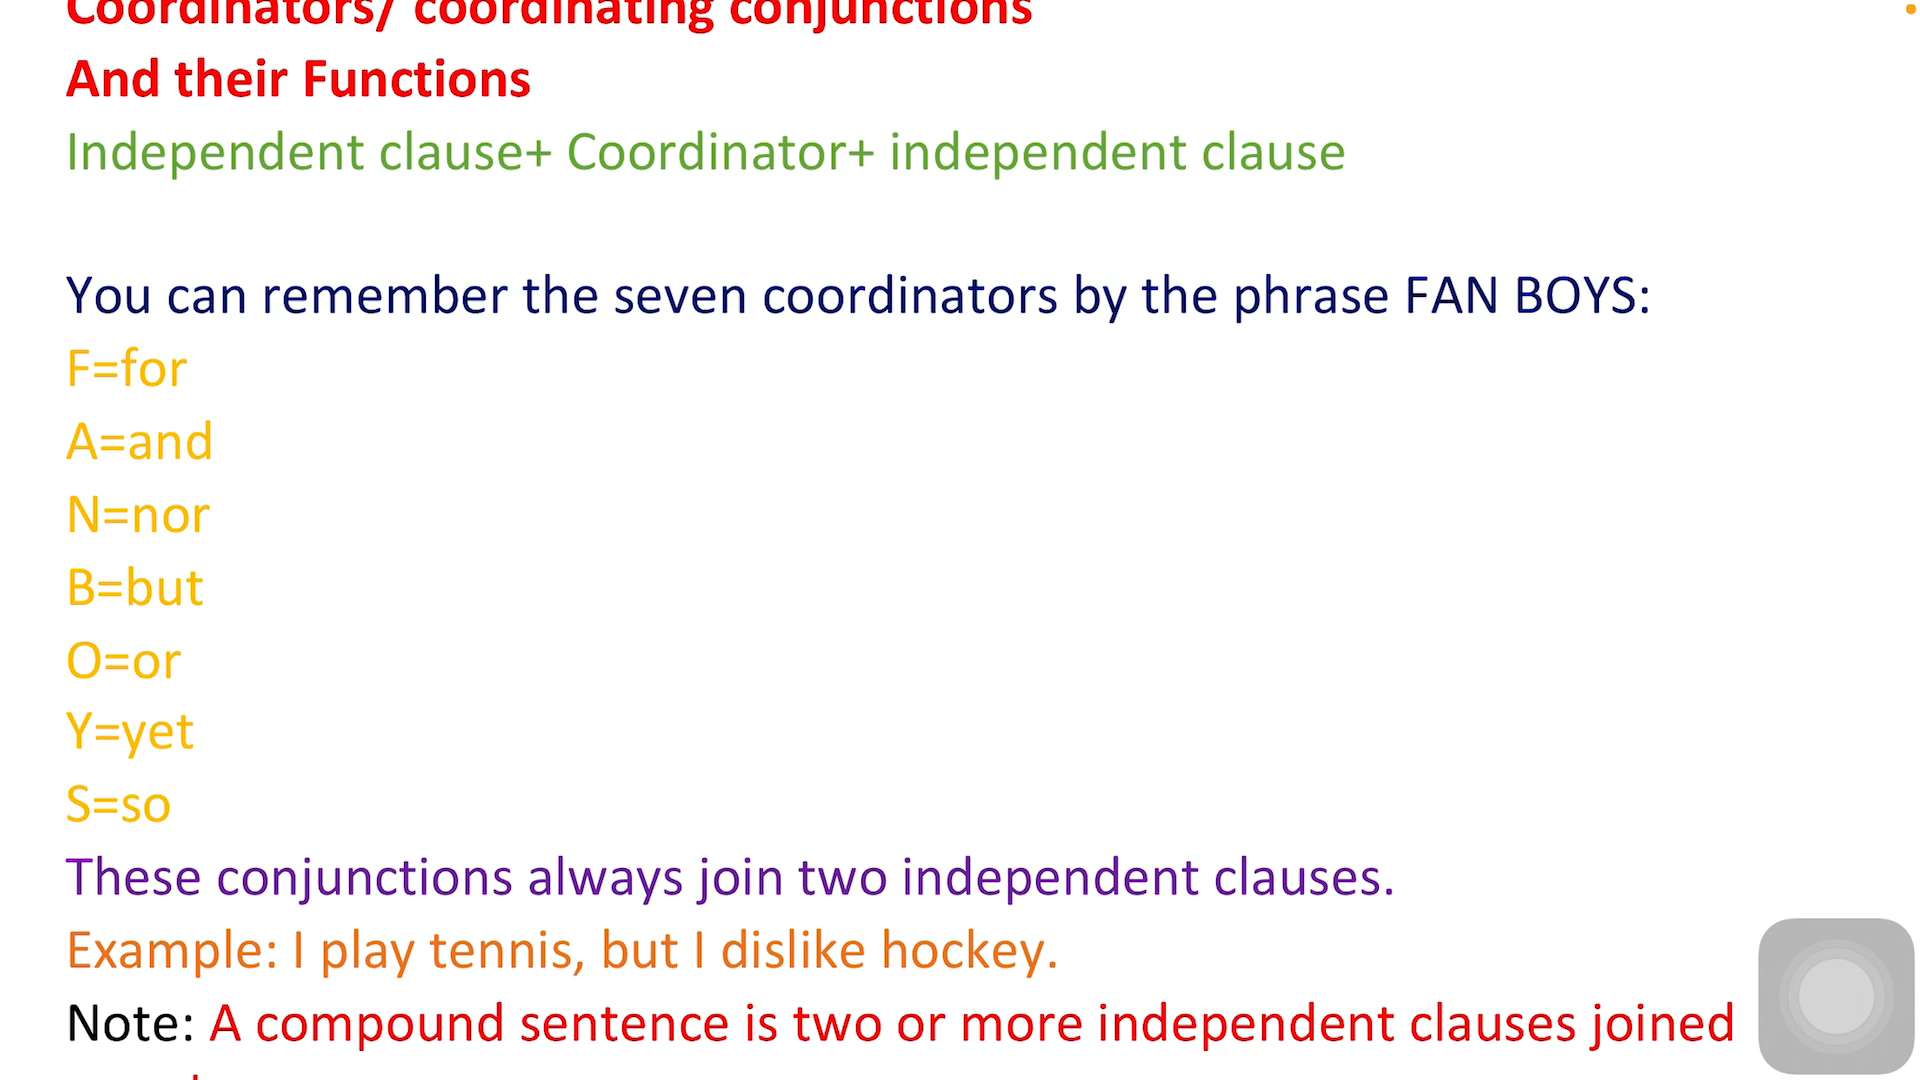 Coordinators/ coordinating conjunctions
And their Functions
Independent clause+ Coordinator+ independent clause
You can remember the seven coordinators by the phrase FAN BOYS:
F=for
A=and
N=nor
B=but
O=or
Y=yet
S=so
These conjunctions always join two independent clauses.
Example: I play tennis, but I dislike hockey.
Note: A compound sentence is two or more independent clauses joined